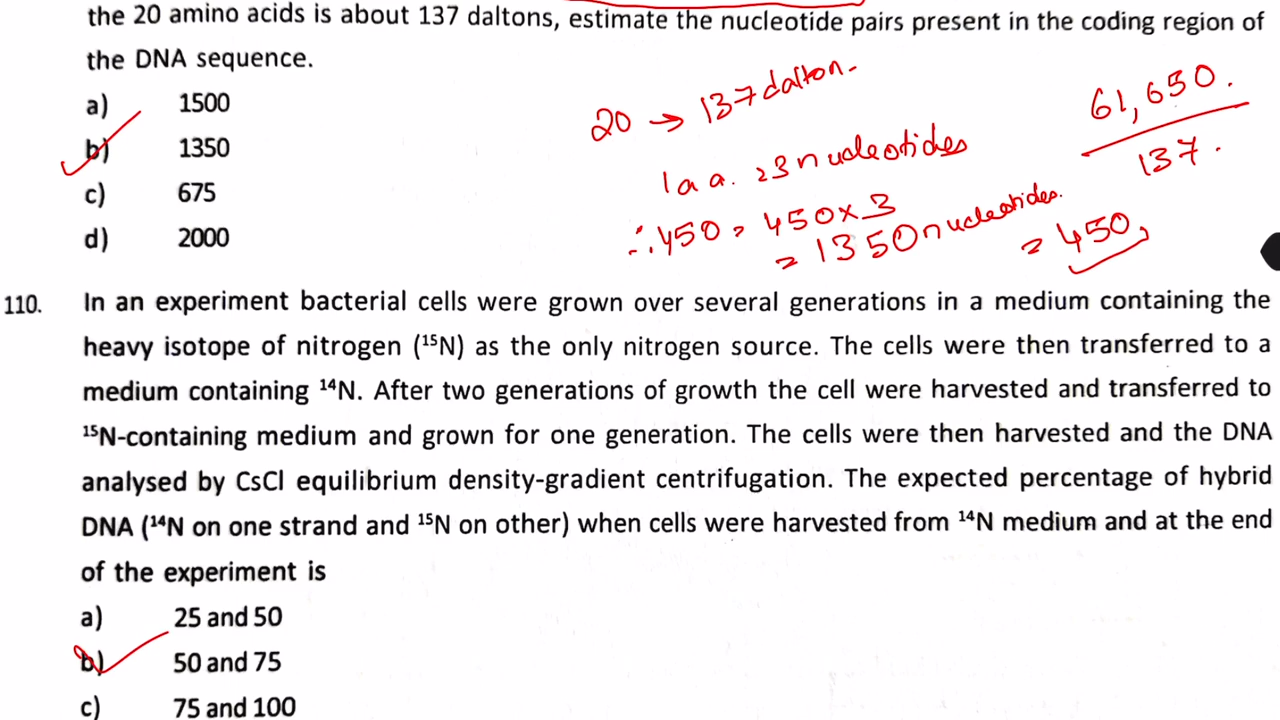 the 20 amino acids is about 137 daltons, estimate the nucleotide pairs present in the coding region of
the DNA sequence.
a) 1500
b) 1350
c) 675
d) 2000
20 → 137 dalton.
1 a a. = 3 nucleotides
∴ 450 = 450 x 3
= 1350 nucleotides.
61,650.
137.
= 450,
110. In an experiment bacterial cells were grown over several generations in a medium containing the
heavy isotope of nitrogen (¹⁵N) as the only nitrogen source. The cells were then transferred to a
medium containing ¹⁴N. After two generations of growth the cell were harvested and transferred to
¹⁵N-containing medium and grown for one generation. The cells were then harvested and the DNA
analysed by CsCl equilibrium density-gradient centrifugation. The expected percentage of hybrid
DNA (¹⁴N on one strand and ¹⁵N on other) when cells were harvested from ¹⁴N medium and at the end
of the experiment is
a) 25 and 50
b) 50 and 75
c) 75 and 100